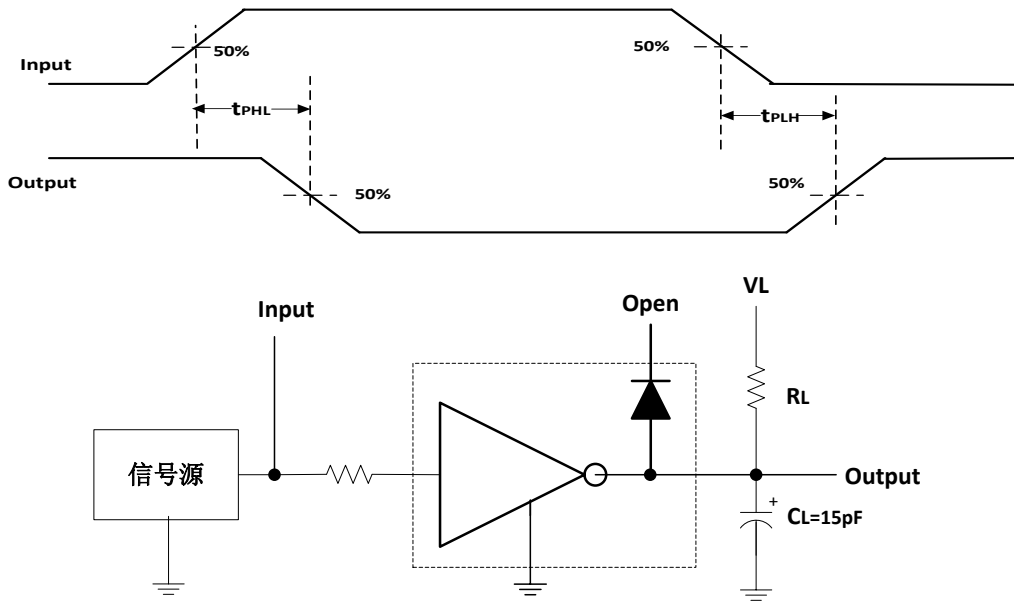 50%
50%
Input
tPHL
tPLH
Output
50%
50%
VL
Input
Open
RL
信号源
Output
+
CL=15pF